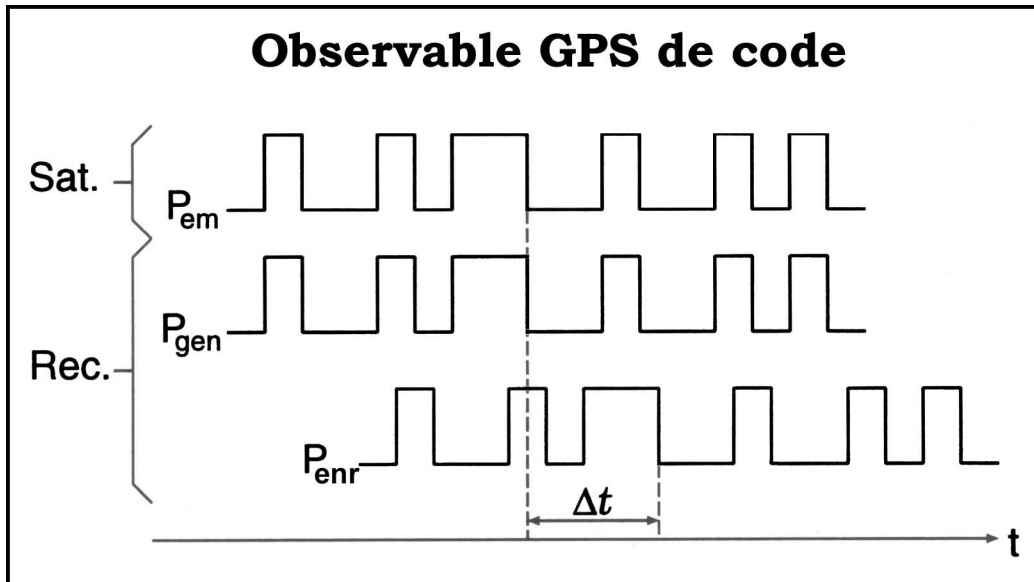 Observable GPS de code
Sat.
Pem
Pgen
Rec.
Penr
Δt
t